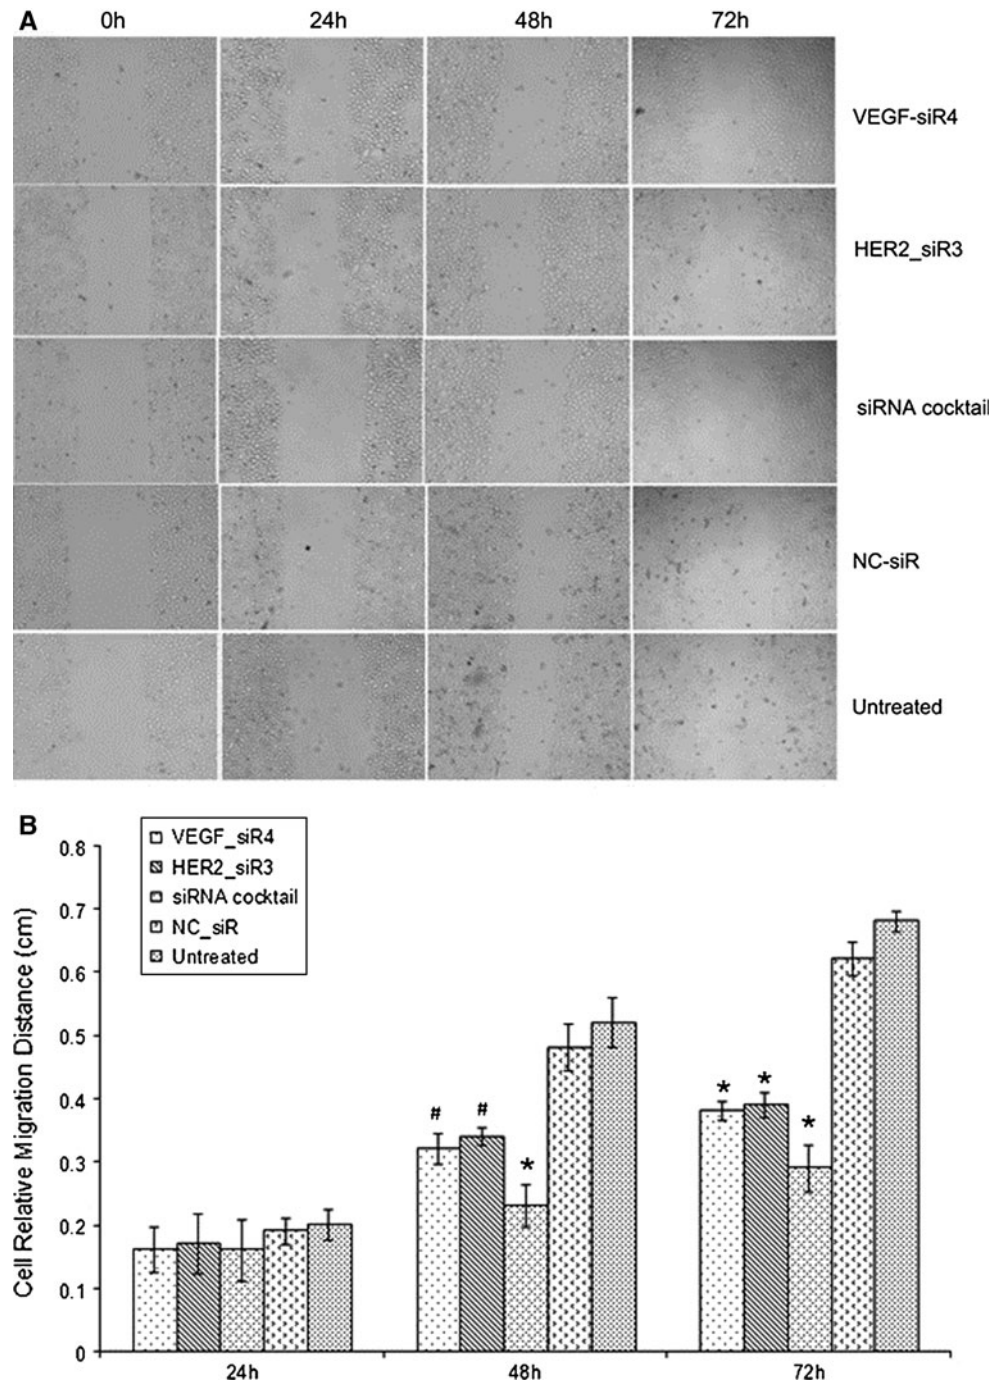 A
0h 24h 48h 72h
VEGF-siR4
HER2_siR3
siRNA cocktail
NC-siR
Untreated
B
VEGF_siR4
HER2_siR3
siRNA cocktail
NC_siR
Untreated
Cell Relative Migration Distance (cm)
0.8
0.7
0.6
0.5
0.4
0.3
0.2
0.1
0
# # *
* * *
24h 48h 72h